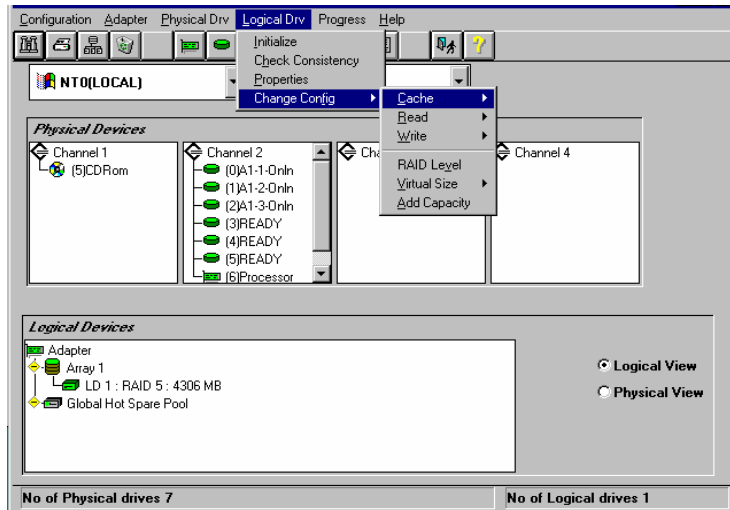 Configuration Adapter Physical Drv Logical Drv Progress Help
Initialize
Check Consistency
Properties
Change Config
Cache
Read
Write
RAID Level
Virtual Size
Add Capacity
NT0(LOCAL)
Physical Devices
Channel 1
(5)CDRom
Channel 2
(0)A1-1-Onln
(1)A1-2-Onln
(2)A1-3-Onln
(3)READY
(4)READY
(5)READY
(6)Processor
Ch
Channel 4
Logical Devices
Adapter
Array 1
LD 1 : RAID 5 : 4306 MB
Global Hot Spare Pool
Logical View
Physical View
No of Physical drives 7
No of Logical drives 1